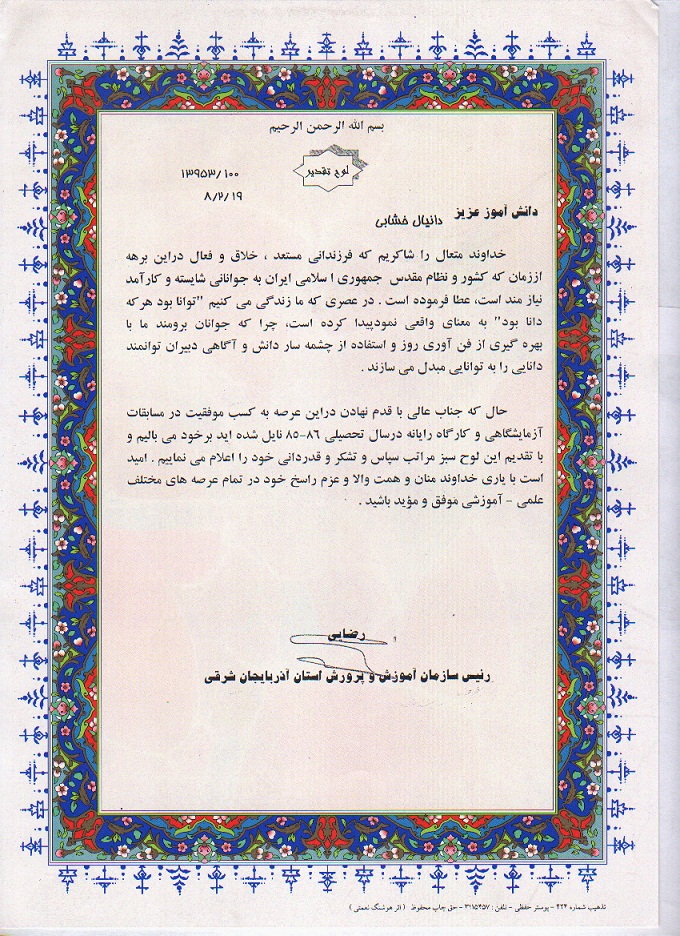 بسم الله الرحمن الرحیم
لوح تقدیر
۱۳۹۵۳/۱۰۰
۸/۲/۱۹
دانش آموز عزیز دانیال خشابی
خداوند متعال را شاکریم که فرزندانی مستعد ، خلاق و فعال دراین برهه
اززمان که کشور و نظام مقدس جمهوری ا سلامی ایران به جوانانی شایسته و کارآمد
نیاز مند است، عطا فرموده است . در عصری که ما زندگی می کنیم "توانا بود هرکه
دانا بود" به معنای واقعی نمودپیدا کرده است، چرا که جوانان برومند ما با
بهره گیری از فن آوری روز و استفاده از چشمه سار دانش و آگاهی دبیران توانمند
دانایی را به توانایی مبدل می سازند .
حال که جناب عالی با قدم نهادن دراین عرصه به کسب موفقیت در مسابقات
آزمایشگاهی و کارگاه رایانه درسال تحصیلی ۸۶-۸۵ نایل شده اید برخود می بالیم و
با تقدیم این لوح سبز مراتب سپاس و تشکر و قدردانی خود را اعلام می نماییم . امید
است با یاری خداوند منان و همت والا و عزم راسخ خود در تمام عرصه های مختلف
علمی - آموزشی موفق و مؤید باشید .
رضایی
رئیس سازمان آموزش و پرورش استان آذربایجان شرقی
تذهیب شماره ۴۲۴ - پوستر حفظی - تلفن : ۳۱۱۵۴۵۷ - حق چاپ محفوظ ( اثر هوشنگ نعمتی )